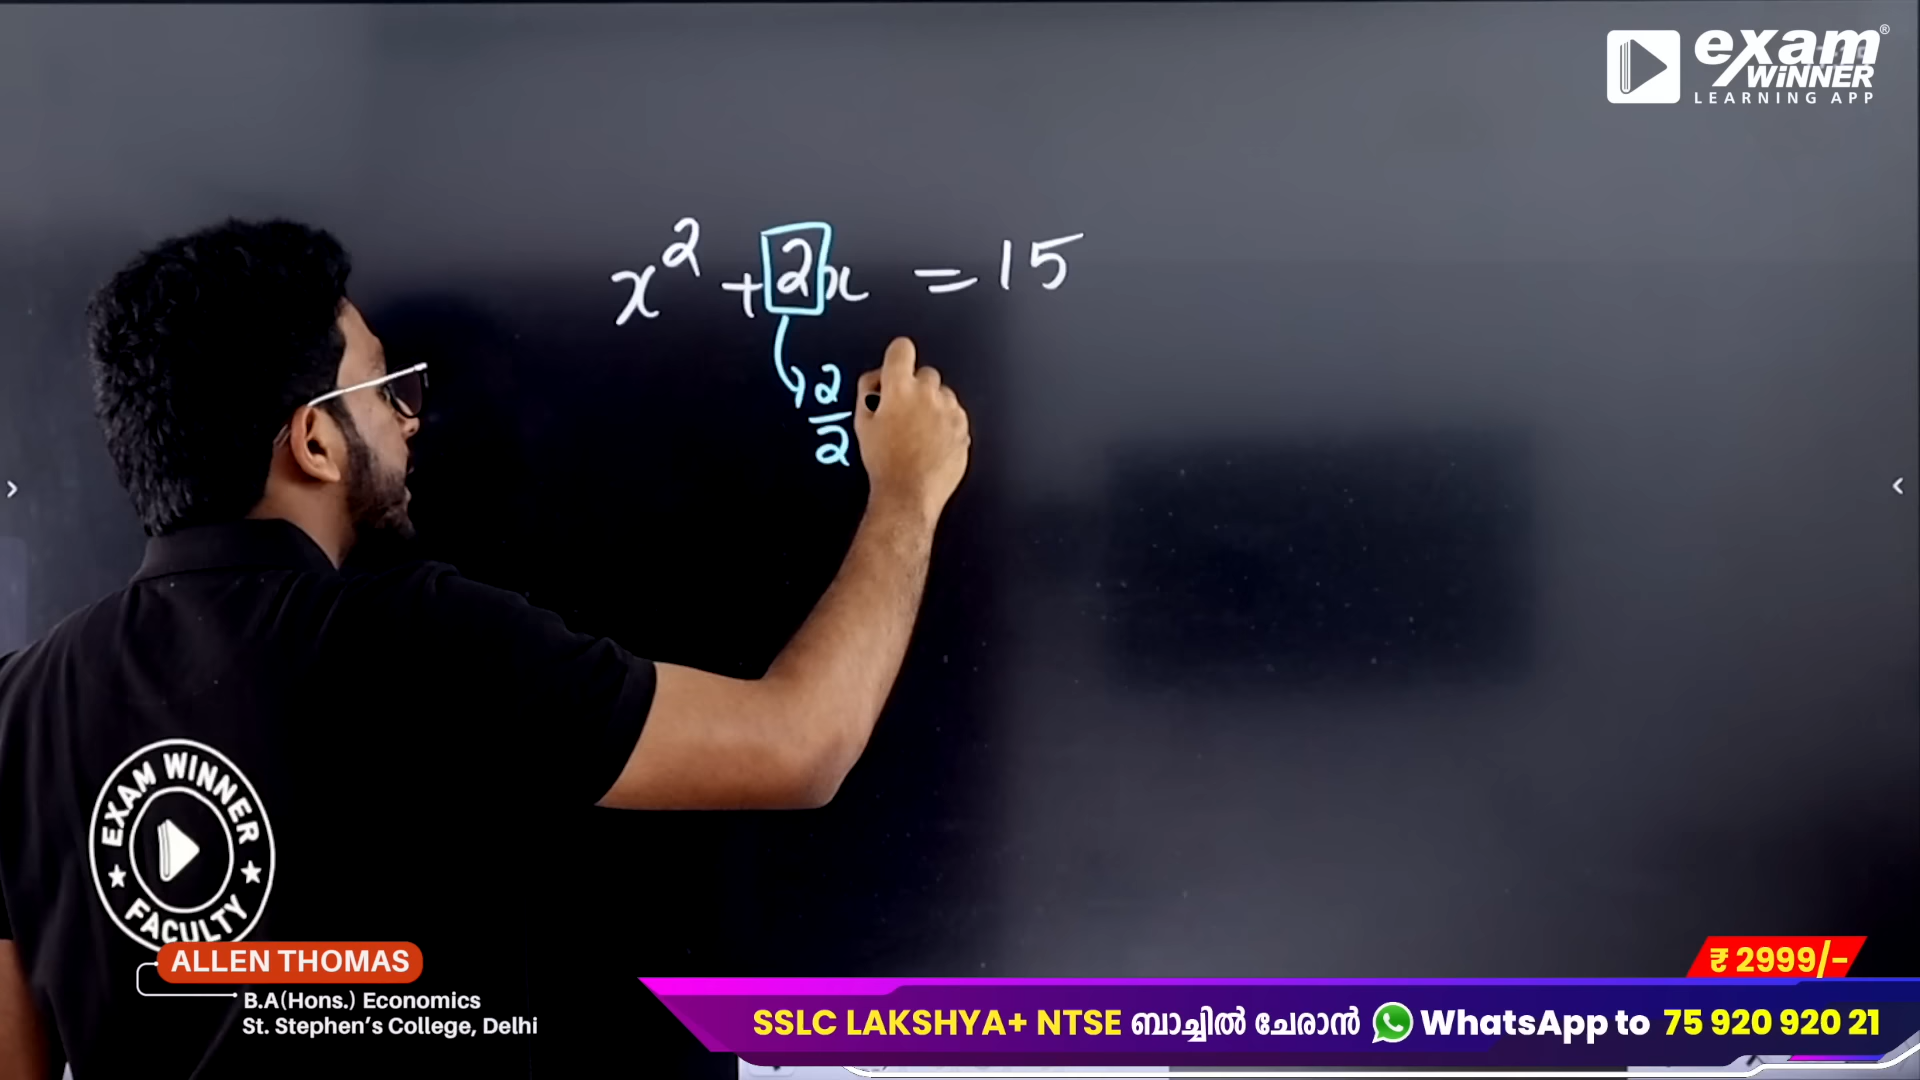 exam®
WiNNER
LEARNING APP
x² + 2x = 15
2
2
EXAM WINNER
FACULTY
ALLEN THOMAS
B.A(Hons.) Economics
St. Stephen's College, Delhi
₹ 2999/-
SSLC LAKSHYA+ NTSE ബാച്ചിൽ ചേരാൻ WhatsApp to 75 920 920 21